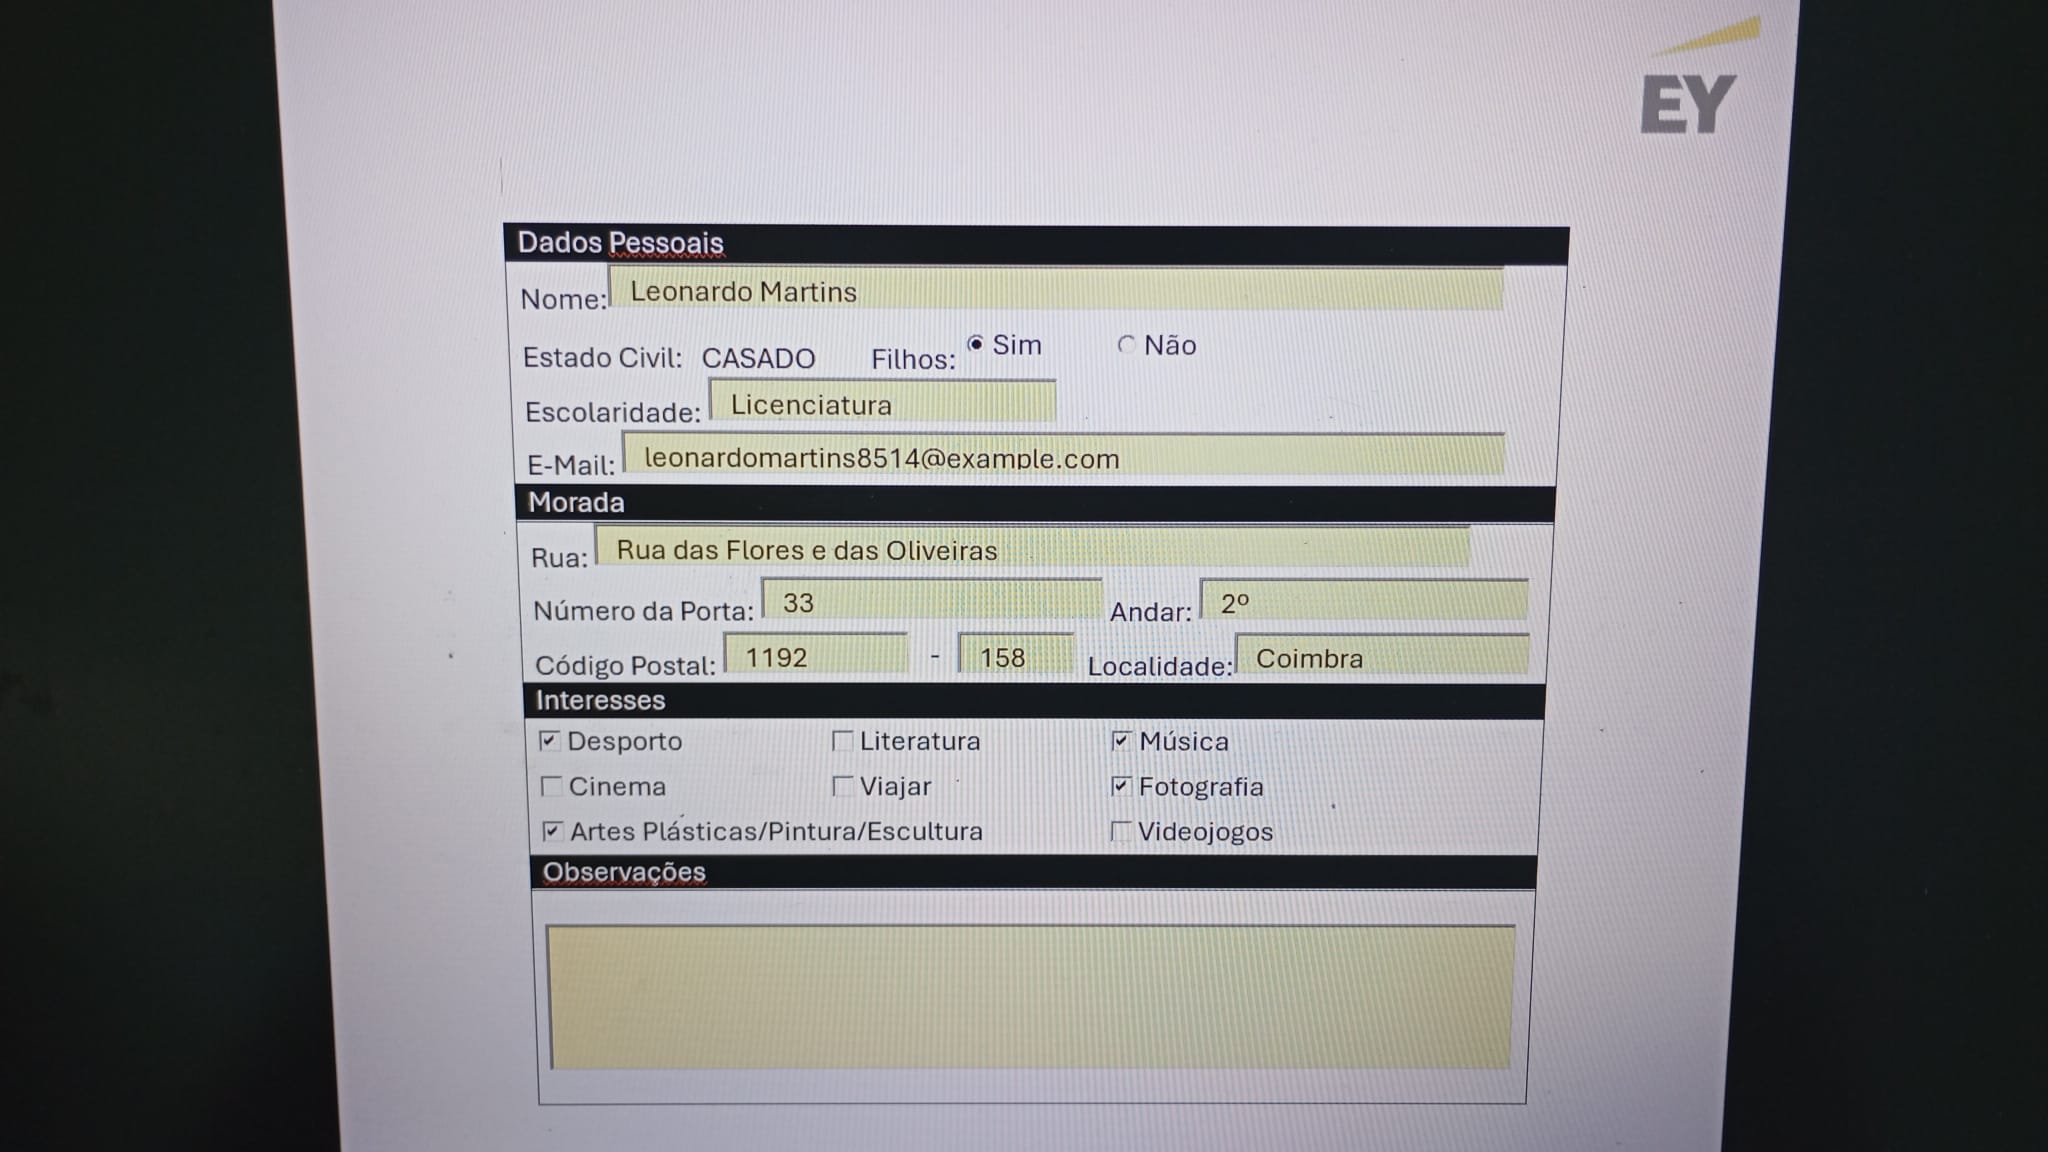 EY
Dados Pessoais
Nome: Leonardo Martins
Estado Civil: CASADO Filhos: Sim Não
Escolaridade: Licenciatura
E-Mail: leonardomartins8514@example.com
Morada
Rua: Rua das Flores e das Oliveiras
Número da Porta: 33 Andar: 2º
Código Postal: 1192 - 158 Localidade: Coimbra
Interesses
Desporto Literatura Música
Cinema Viajar Fotografia
Artes Plásticas/Pintura/Escultura Videojogos
Observações